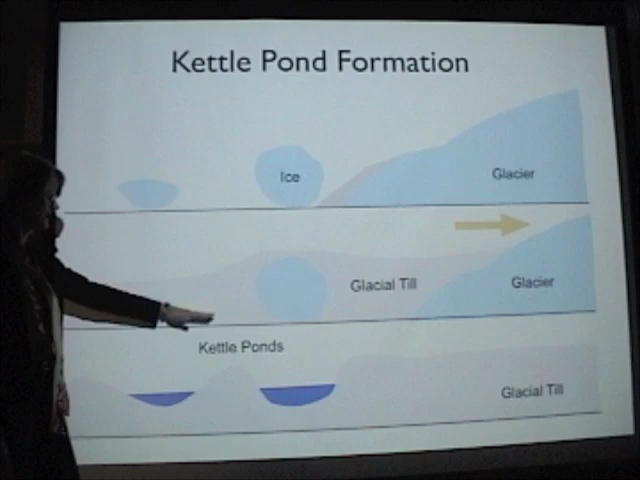 Kettle Pond Formation
Ice
Glacier
Glacial Till
Glacier
Kettle Ponds
Glacial Till